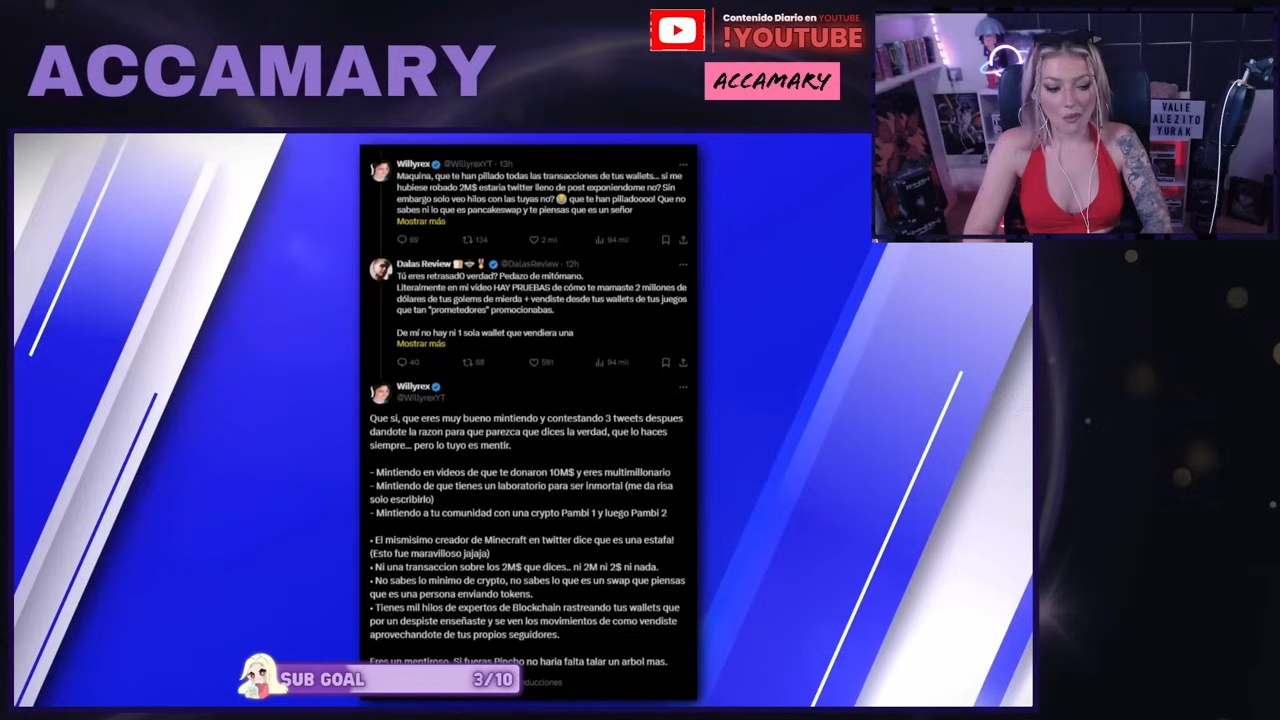 ACCAMARY
Contenido Diario en YOUTUBE
!YOUTUBE
ACCAMARY
VALIE
ALEZITO
YURAK
Willyrex @WillyrexYT · 13h
Maquina, que te han pillado todas las transacciones de tus wallets... si me
hubiese robado 2M$ estaria twitter lleno de post exponiendome no? Sin
embargo solo veo hilos con las tuyas no? 😂 que te han pilladoooo! Que no
sabes ni lo que es pancakeswap y te piensas que es un señor
Mostrar más
69 134 2 mil 94 mil
Dalas Review @DalasReview · 12h
Tú eres retrasad0 verdad? Pedazo de mitómano.
Literalmente en mi vídeo HAY PRUEBAS de cómo te mamaste 2 millones de
dólares de tus golems de mierda + vendiste desde tus wallets de tus juegos
que tan "prometedores" promocionabas.
De mí no hay ni 1 sola wallet que vendiera una
Mostrar más
40 68 591 94 mil
Willyrex
@WillyrexYT
Que si, que eres muy bueno mintiendo y contestando 3 tweets despues
dandote la razon para que parezca que dices la verdad, que lo haces
siempre... pero lo tuyo es mentir.
- Mintiendo en videos de que te donaron 10M$ y eres multimillonario
- Mintiendo de que tienes un laboratorio para ser inmortal (me da risa
solo escribirlo)
- Mintiendo a tu comunidad con una crypto Pambi 1 y luego Pambi 2
• El mismisimo creador de Minecraft en twitter dice que es una estafa!
(Esto fue maravilloso jajaja)
• Ni una transaccion sobre los 2M$ que dices.. ni 2M ni 2$ ni nada.
• No sabes lo minimo de crypto, no sabes lo que es un swap que piensas
que es una persona enviando tokens.
• Tienes mil hilos de expertos de Blockchain rastreando tus wallets que
por un despiste enseñaste y se ven los movimientos de como vendiste
aprovechandote de tus propios seguidores.
Eres un mentiroso. Si fueras Pincho no haria falta talar un arbol mas.
SUB GOAL 3/10
oducciones